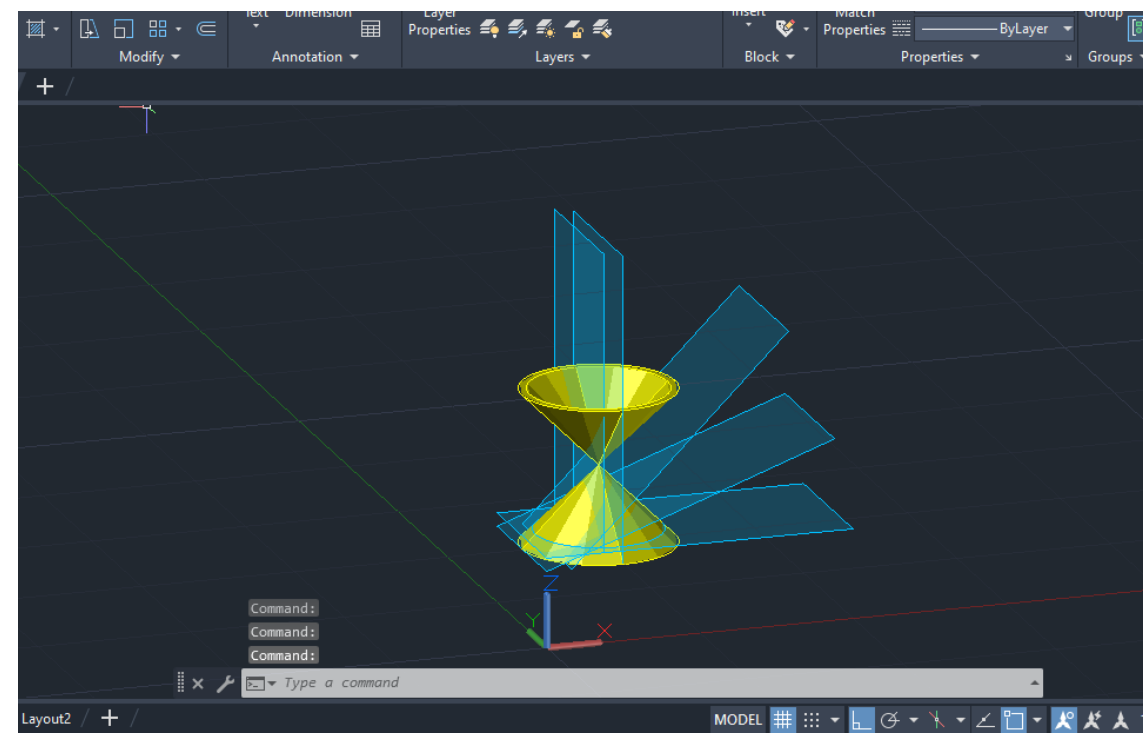 Text Dimension Layer Insert Match Group
Properties Properties ByLayer
Modify Annotation Layers Block Properties Groups
Z
Y X
Command:
Command:
Command:
Type a command
Layout2 MODEL